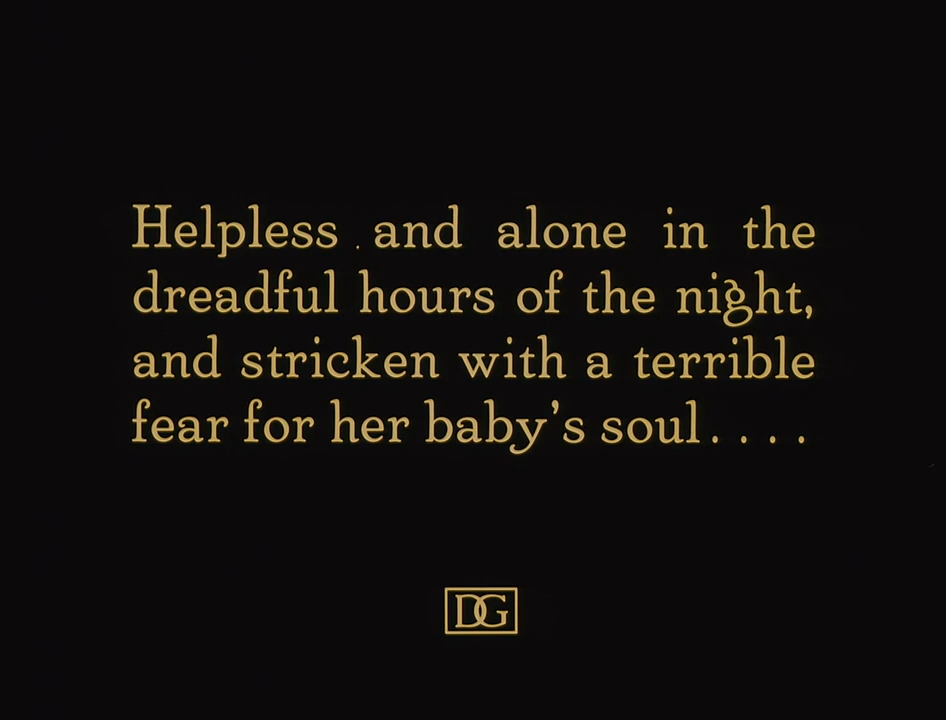 Helpless and alone in the
dreadful hours of the night,
and stricken with a terrible
fear for her baby's soul....
DG